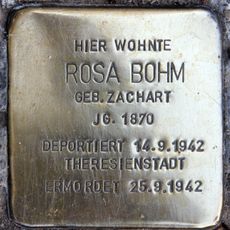 HIER WOHNTE
ROSA BOHM
GEB. ZACHART
JG. 1870
DEPORTIERT 14.9.1942
THERESIENSTADT
ERMORDET 25.9.1942